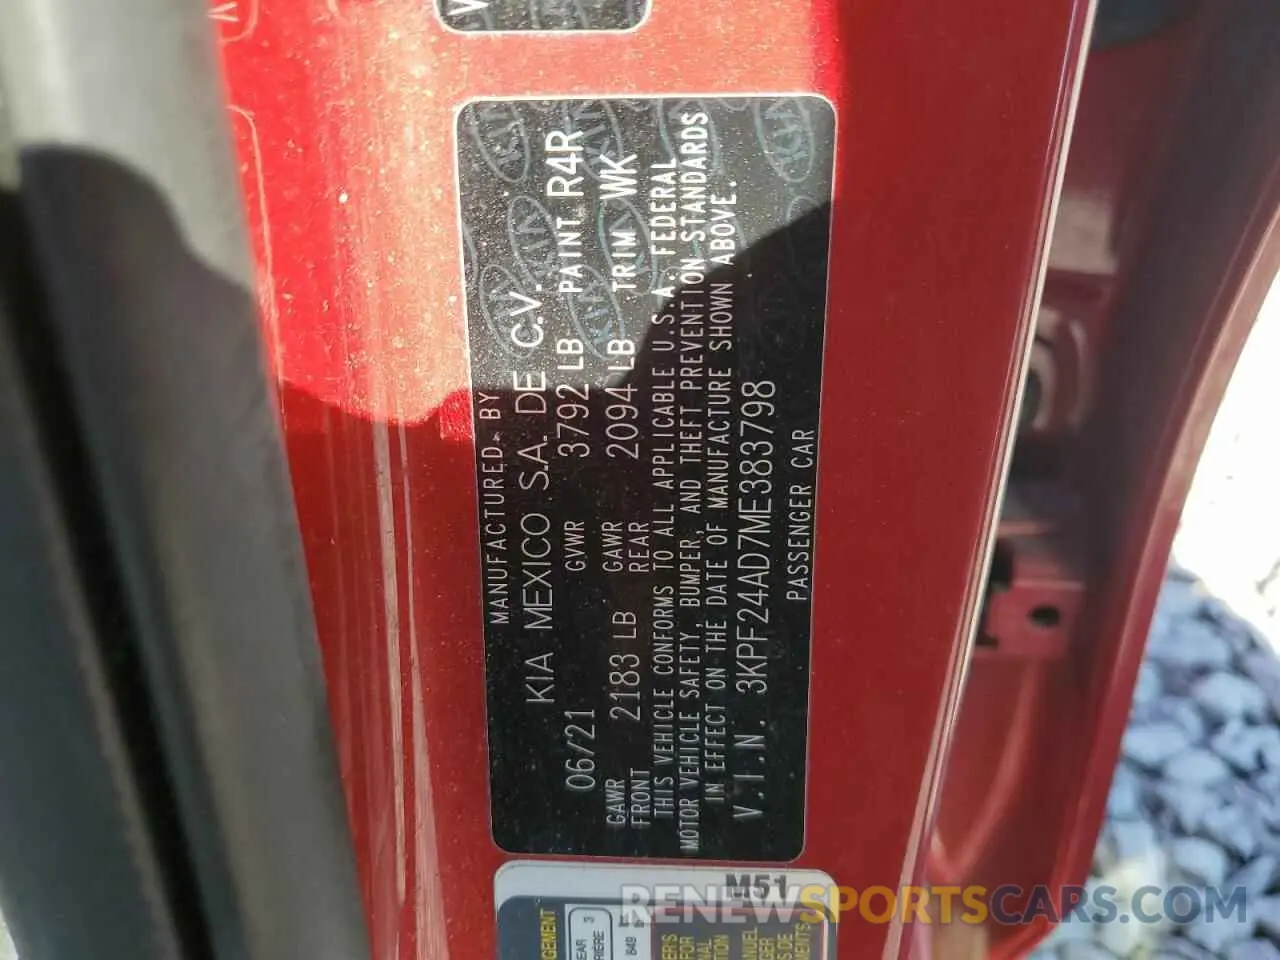 MANUFACTURED BY
KIA MEXICO S.A. DE C.V.
06/21 GVWR 3792 LB PAINT R4R
GAWR FRONT 2183 LB GAWR REAR 2094 LB TRIM WK
THIS VEHICLE CONFORMS TO ALL APPLICABLE U.S.A. FEDERAL
MOTOR VEHICLE SAFETY, BUMPER, AND THEFT PREVENTION STANDARDS
IN EFFECT ON THE DATE OF MANUFACTURE SHOWN ABOVE.
V.I.N. 3KPF24AD7ME383798
PASSENGER CAR
M51
3
RENEWSPORTSCARS.COM